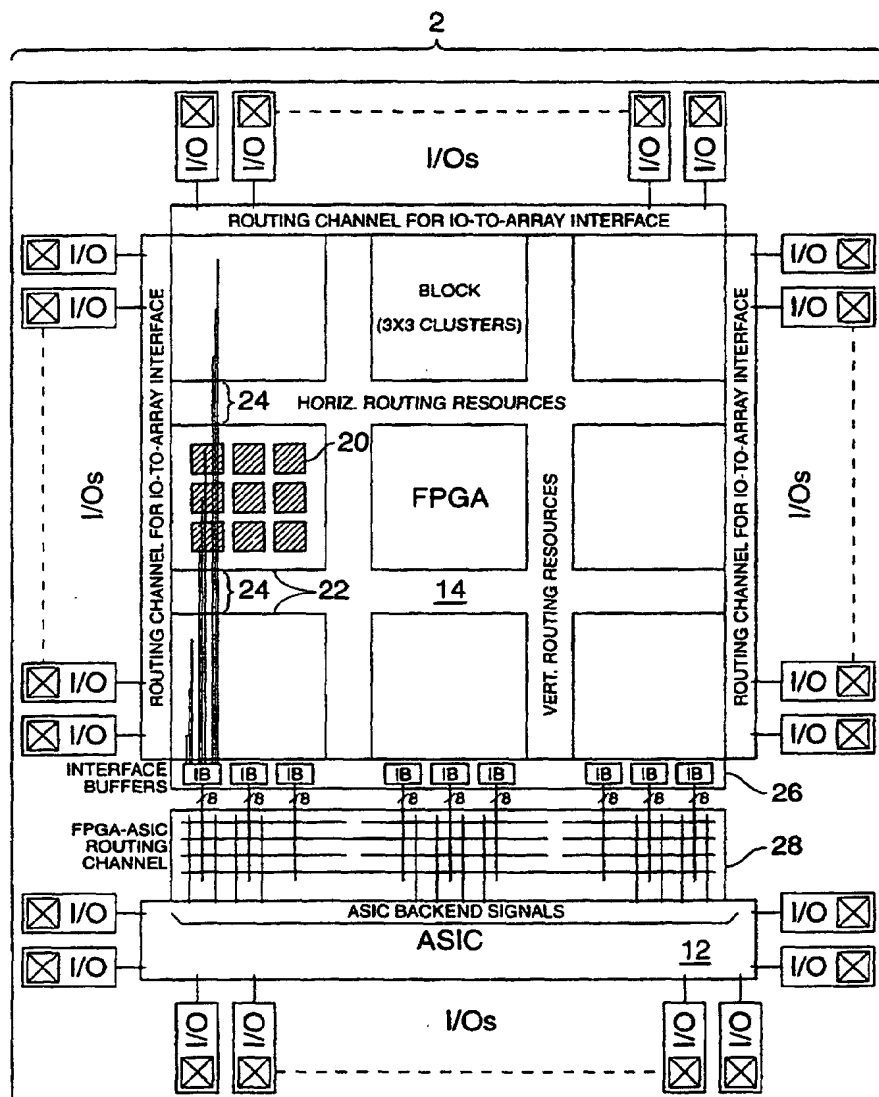 2
I/O I/O I/O I/O
I/Os
ROUTING CHANNEL FOR IO-TO-ARRAY INTERFACE
I/O
I/O
I/Os
I/O
I/O
ROUTING CHANNEL FOR IO-TO-ARRAY INTERFACE
BLOCK
(3X3 CLUSTERS)
24
HORIZ. ROUTING RESOURCES
20
FPGA
VERT. ROUTING RESOURCES
24
22
14
ROUTING CHANNEL FOR IO-TO-ARRAY INTERFACE
I/O
I/O
I/Os
I/O
I/O
INTERFACE
BUFFERS
IB IB IB IB IB IB IB IB IB
26
8 8 8 8 8 8 8 8 8
FPGA-ASIC
ROUTING
CHANNEL
28
ASIC BACKEND SIGNALS
ASIC
12
I/O
I/O
I/O
I/O
I/O I/O I/O I/O
I/Os